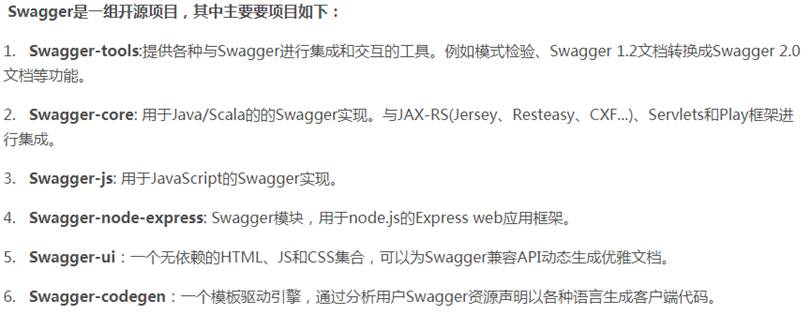 Swagger是一组开源项目，其中主要要项目如下：
1. Swagger-tools:提供各种与Swagger进行集成和交互的工具。例如模式检验、Swagger 1.2文档转换成Swagger 2.0
文档等功能。
2. Swagger-core: 用于Java/Scala的的Swagger实现。与JAX-RS(Jersey、Resteasy、CXF...)、Servlets和Play框架进
行集成。
3. Swagger-js: 用于JavaScript的Swagger实现。
4. Swagger-node-express: Swagger模块，用于node.js的Express web应用框架。
5. Swagger-ui：一个无依赖的HTML、JS和CSS集合，可以为Swagger兼容API动态生成优雅文档。
6. Swagger-codegen：一个模板驱动引擎，通过分析用户Swagger资源声明以各种语言生成客户端代码。